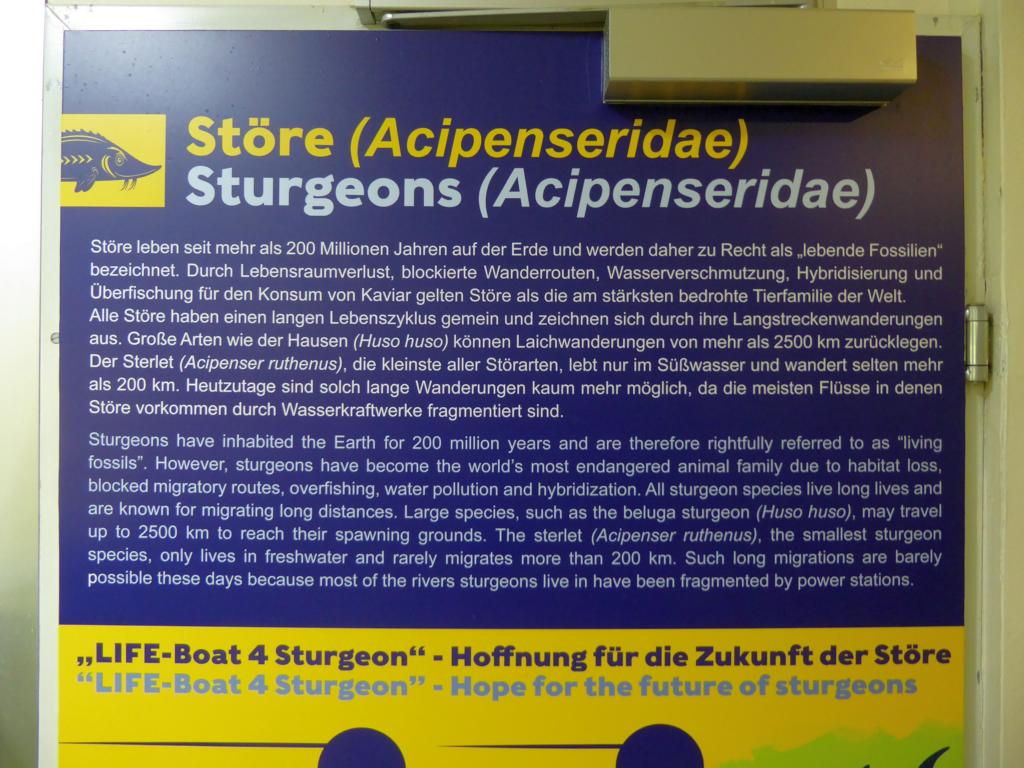 Störe (Acipenseridae)
Sturgeons (Acipenseridae)
Störe leben seit mehr als 200 Millionen Jahren auf der Erde und werden daher zu Recht als „lebende Fossilien“
bezeichnet. Durch Lebensraumverlust, blockierte Wanderrouten, Wasserverschmutzung, Hybridisierung und
Überfischung für den Konsum von Kaviar gelten Störe als die am stärksten bedrohte Tierfamilie der Welt.
Alle Störe haben einen langen Lebenszyklus gemein und zeichnen sich durch ihre Langstreckenwanderungen
aus. Große Arten wie der Hausen (Huso huso) können Laichwanderungen von mehr als 2500 km zurücklegen.
Der Sterlet (Acipenser ruthenus), die kleinste aller Störarten, lebt nur im Süßwasser und wandert selten mehr
als 200 km. Heutzutage sind solch lange Wanderungen kaum mehr möglich, da die meisten Flüsse in denen
Störe vorkommen durch Wasserkraftwerke fragmentiert sind.
Sturgeons have inhabited the Earth for 200 million years and are therefore rightfully referred to as “living
fossils”. However, sturgeons have become the world’s most endangered animal family due to habitat loss,
blocked migratory routes, overfishing, water pollution and hybridization. All sturgeon species live long lives and
are known for migrating long distances. Large species, such as the beluga sturgeon (Huso huso), may travel
up to 2500 km to reach their spawning grounds. The sterlet (Acipenser ruthenus), the smallest sturgeon
species, only lives in freshwater and rarely migrates more than 200 km. Such long migrations are barely
possible these days because most of the rivers sturgeons live in have been fragmented by power stations.
„LIFE-Boat 4 Sturgeon“ - Hoffnung für die Zukunft der Störe
“LIFE-Boat 4 Sturgeon” - Hope for the future of sturgeons